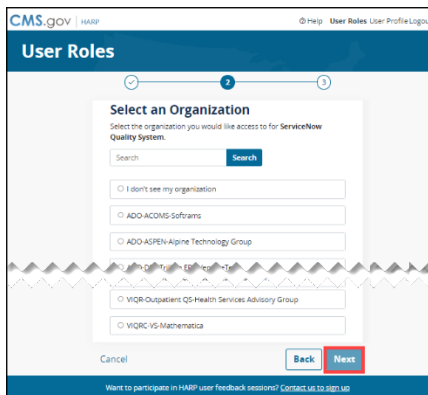 CMS.gov | HARP
Help User Roles User Profile Logout
User Roles
2 3
Select an Organization
Select the organization you would like access to for ServiceNow
Quality System.
Search Search
I don't see my organization
ADO-ACOMS-Softrams
ADO-ASPEN-Alpine Technology Group
VIQR-Outpatient QS-Health Services Advisory Group
VIQRC-VS-Mathematica
Cancel Back Next
Want to participate in HARP user feedback sessions? Contact us to sign up